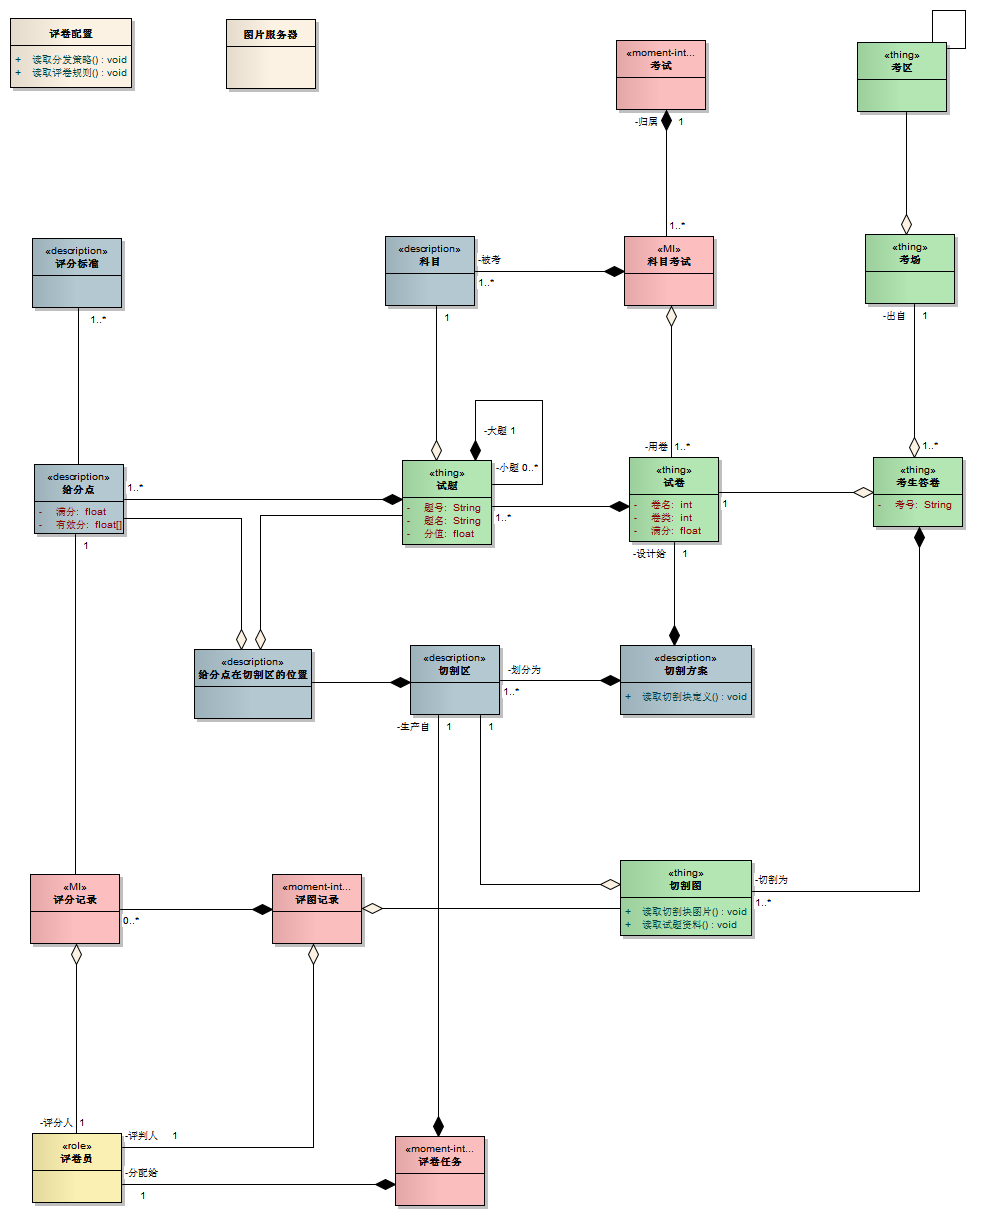 评卷配置
+ 读取分发策略() : void
+ 读取评卷规则() : void
图片服务器
«moment-int...
考试
-归属 1
1..*
«thing»
考区
«description»
评分标准
1..*
«description»
科目
-被考
1..*
1
«MI»
科目考试
«thing»
考场
-出自 1
-大题 1
-小题 0..*
-用卷 1..*
1..*
«description»
给分点
- 满分: float
- 有效分: float[]
1..*
1
«thing»
试题
- 题号: String
- 题名: String
- 分值: float
1..*
«thing»
试卷
- 卷名: int
- 卷类: int
- 满分: float
1
-设计给 1
«thing»
考生答卷
- 考号: String
«description»
给分点在切割区的位置
«description»
切割区
-划分为
1..*
-生产自 1
1
«description»
切割方案
+ 读取切割块定义() : void
«MI»
评分记录
0..*
«moment-int...
评图记录
«thing»
切割图
+ 读取切割块图片() : void
+ 读取试题资料() : void
-切割为
1..*
-评分人 1
«role»
评卷员
-评判人 1
-分配给
1
«moment-int...
评卷任务